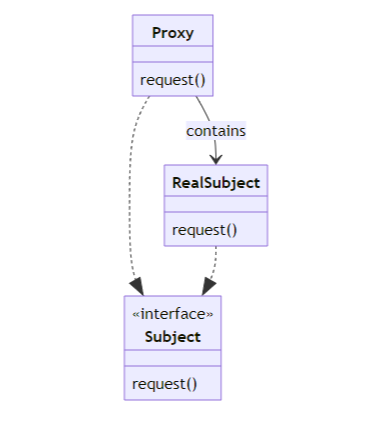 Proxy
request()
contains
RealSubject
request()
«interface»
Subject
request()